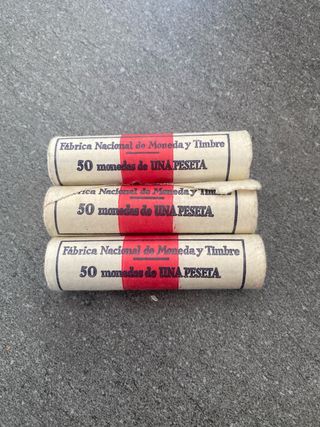 Fábrica Nacional de Moneda y Timbre
50 monedas de UNA PESETA
Fábrica Nacional de Moneda y
50 monedas de UNA PESETA
Fábrica Nacional de Moneda y Timbre
50 monedas de UNA PESETA